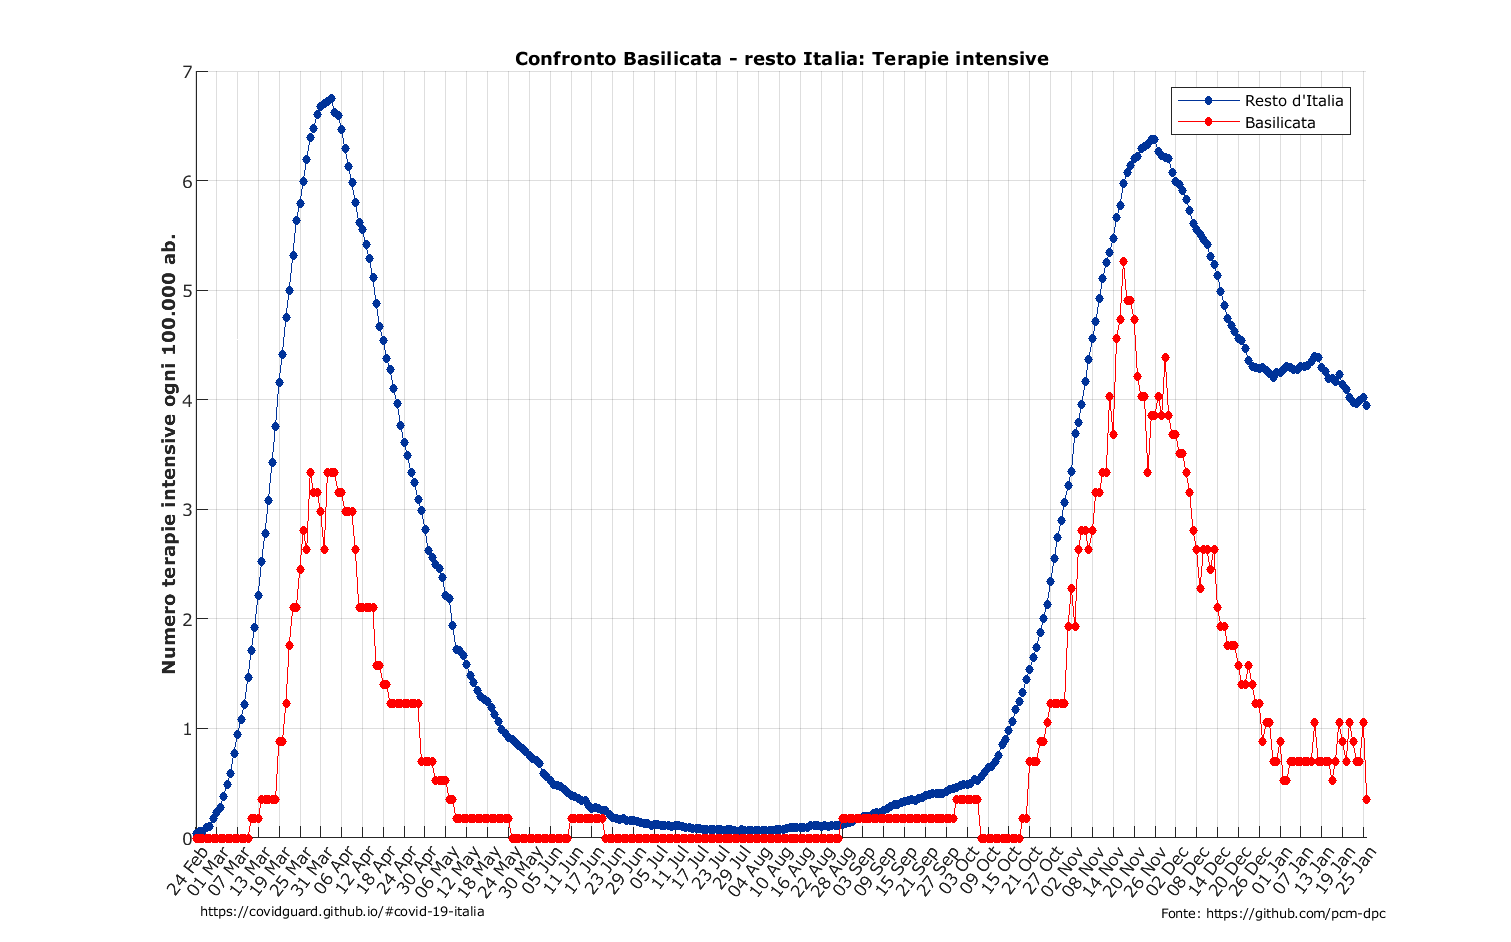 Confronto Basilicata - resto Italia: Terapie intensive
Resto d'Italia
Basilicata
Numero terapie intensive ogni 100.000 ab.
7
6
5
4
3
2
1
0
24 Feb
01 Mar
07 Mar
13 Mar
19 Mar
25 Mar
31 Mar
06 Apr
12 Apr
18 Apr
24 Apr
30 Apr
06 May
12 May
18 May
24 May
30 May
05 Jun
11 Jun
17 Jun
23 Jun
29 Jun
05 Jul
11 Jul
17 Jul
23 Jul
29 Jul
04 Aug
10 Aug
16 Aug
22 Aug
28 Aug
03 Sep
09 Sep
15 Sep
21 Sep
27 Sep
03 Oct
09 Oct
15 Oct
21 Oct
27 Oct
02 Nov
08 Nov
14 Nov
20 Nov
26 Nov
02 Dec
08 Dec
14 Dec
20 Dec
26 Dec
01 Jan
07 Jan
13 Jan
19 Jan
25 Jan
https://covidguard.github.io/#covid-19-italia
Fonte: https://github.com/pcm-dpc